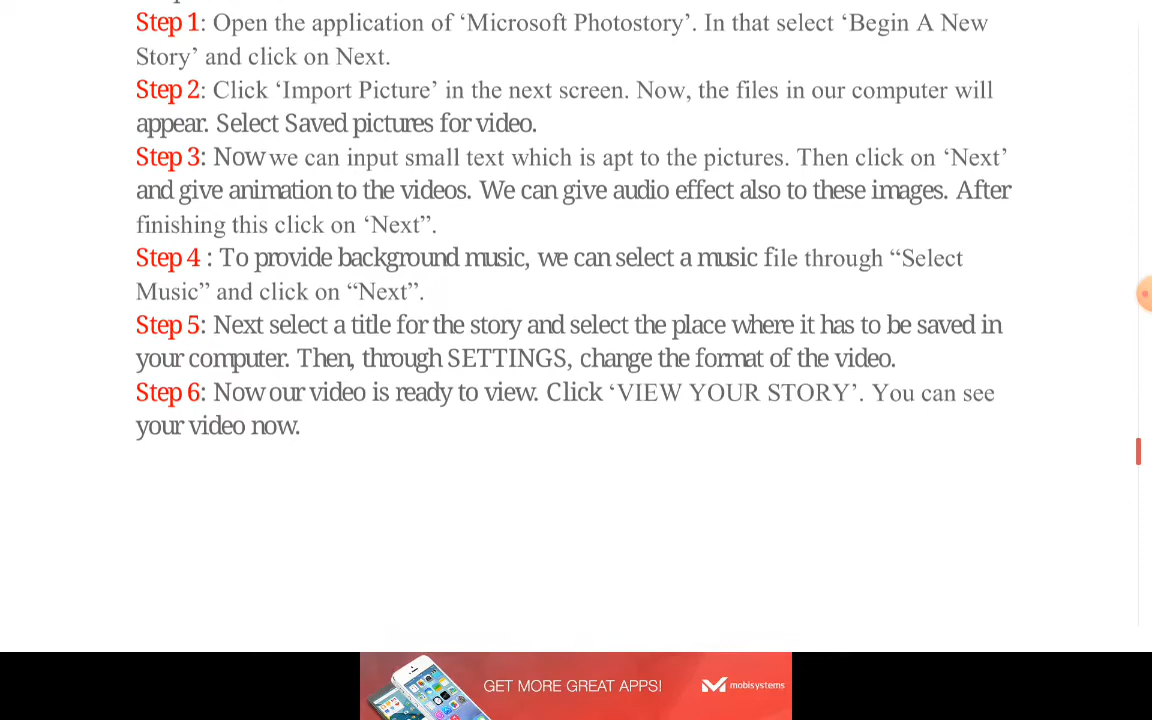 Step 1: Open the application of ‘Microsoft Photostory’. In that select ‘Begin A New
Story’ and click on Next.
Step 2: Click ‘Import Picture’ in the next screen. Now, the files in our computer will
appear. Select Saved pictures for video.
Step 3: Now we can input small text which is apt to the pictures. Then click on ‘Next’
and give animation to the videos. We can give audio effect also to these images. After
finishing this click on ‘Next”.
Step 4 : To provide background music, we can select a music file through “Select
Music” and click on “Next”.
Step 5: Next select a title for the story and select the place where it has to be saved in
your computer. Then, through SETTINGS, change the format of the video.
Step 6: Now our video is ready to view. Click ‘VIEW YOUR STORY’. You can see
your video now.
GET MORE GREAT APPS! mobisystems